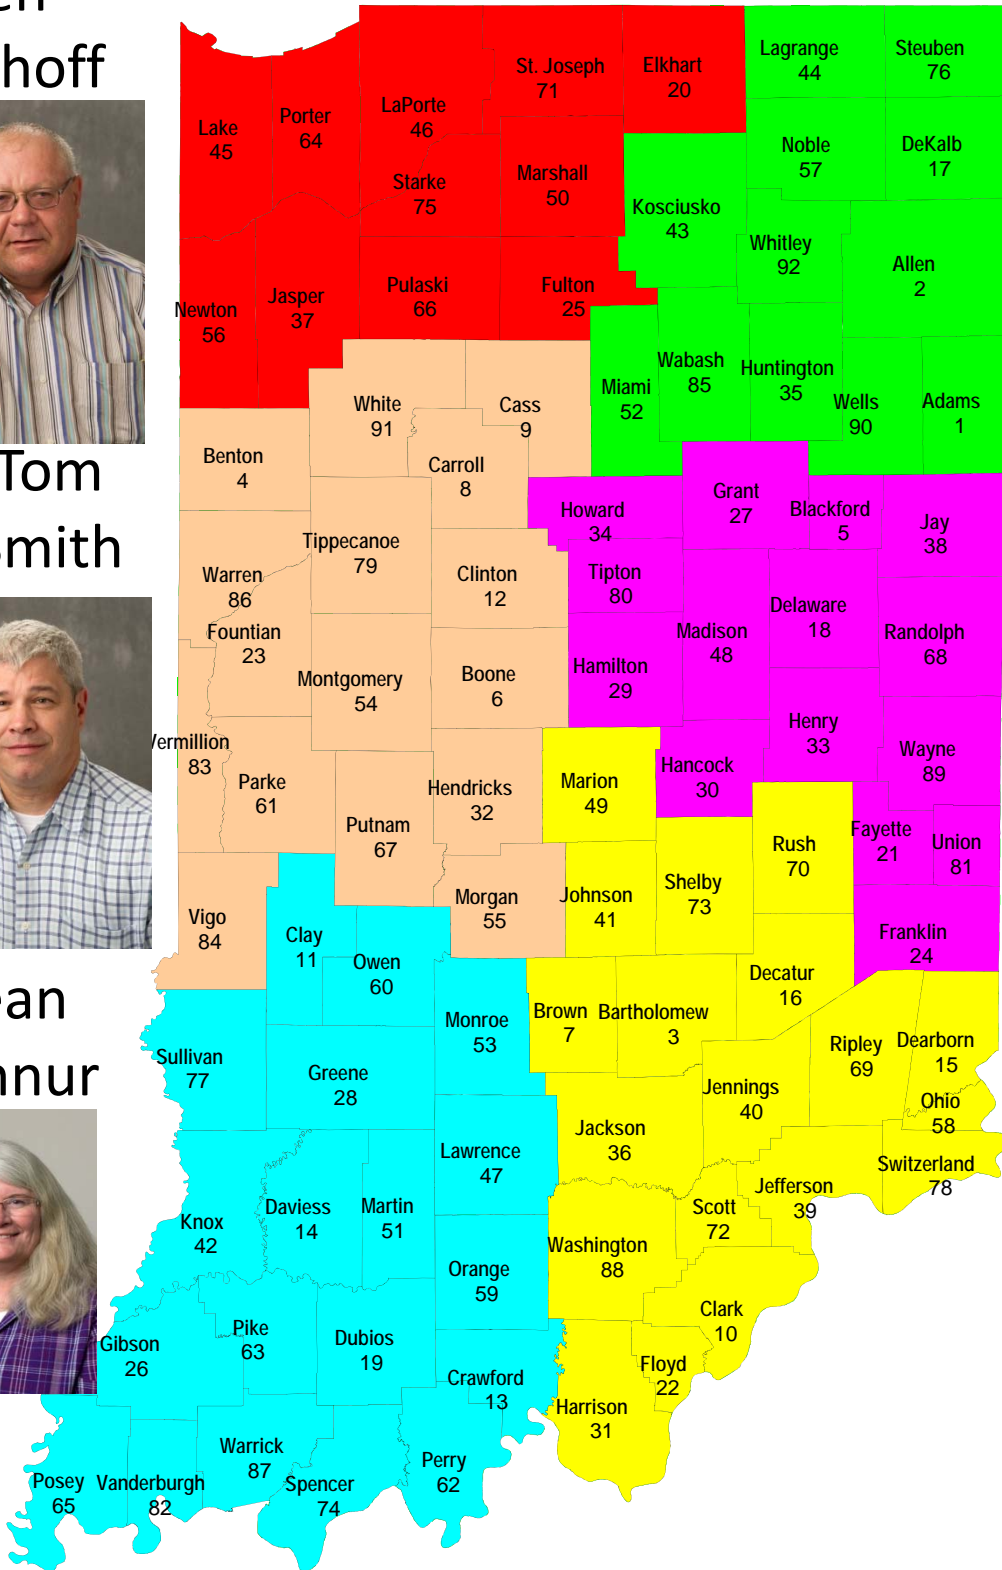 hoff
Tom
mith
ean
nnur
Lake
45
Porter
64
LaPorte
46
St. Joseph
71
Elkhart
20
Lagrange
44
Steuben
76
Noble
57
DeKalb
17
Starke
75
Marshall
50
Kosciusko
43
Whitley
92
Allen
2
Newton
56
Jasper
37
Pulaski
66
Fulton
25
Miami
52
Wabash
85
Huntington
35
Wells
90
Adams
1
White
91
Cass
9
Benton
4
Carroll
8
Howard
34
Grant
27
Blackford
5
Jay
38
Tippecanoe
79
Warren
86
Clinton
12
Tipton
80
Delaware
18
Fountian
23
Madison
48
Randolph
68
Montgomery
54
Boone
6
Hamilton
29
Henry
33
Vermillion
83
Parke
61
Hendricks
32
Marion
49
Hancock
30
Wayne
89
Putnam
67
Rush
70
Fayette
21
Union
81
Vigo
84
Morgan
55
Johnson
41
Shelby
73
Clay
11
Owen
60
Franklin
24
Decatur
16
Monroe
53
Brown
7
Bartholomew
3
Sullivan
77
Greene
28
Ripley
69
Dearborn
15
Jennings
40
Ohio
58
Lawrence
47
Jackson
36
Switzerland
78
Knox
42
Daviess
14
Martin
51
Jefferson
39
Scott
72
Washington
88
Orange
59
Gibson
26
Pike
63
Dubios
19
Clark
10
Crawford
13
Floyd
22
Harrison
31
Posey
65
Vanderburgh
82
Warrick
87
Spencer
74
Perry
62